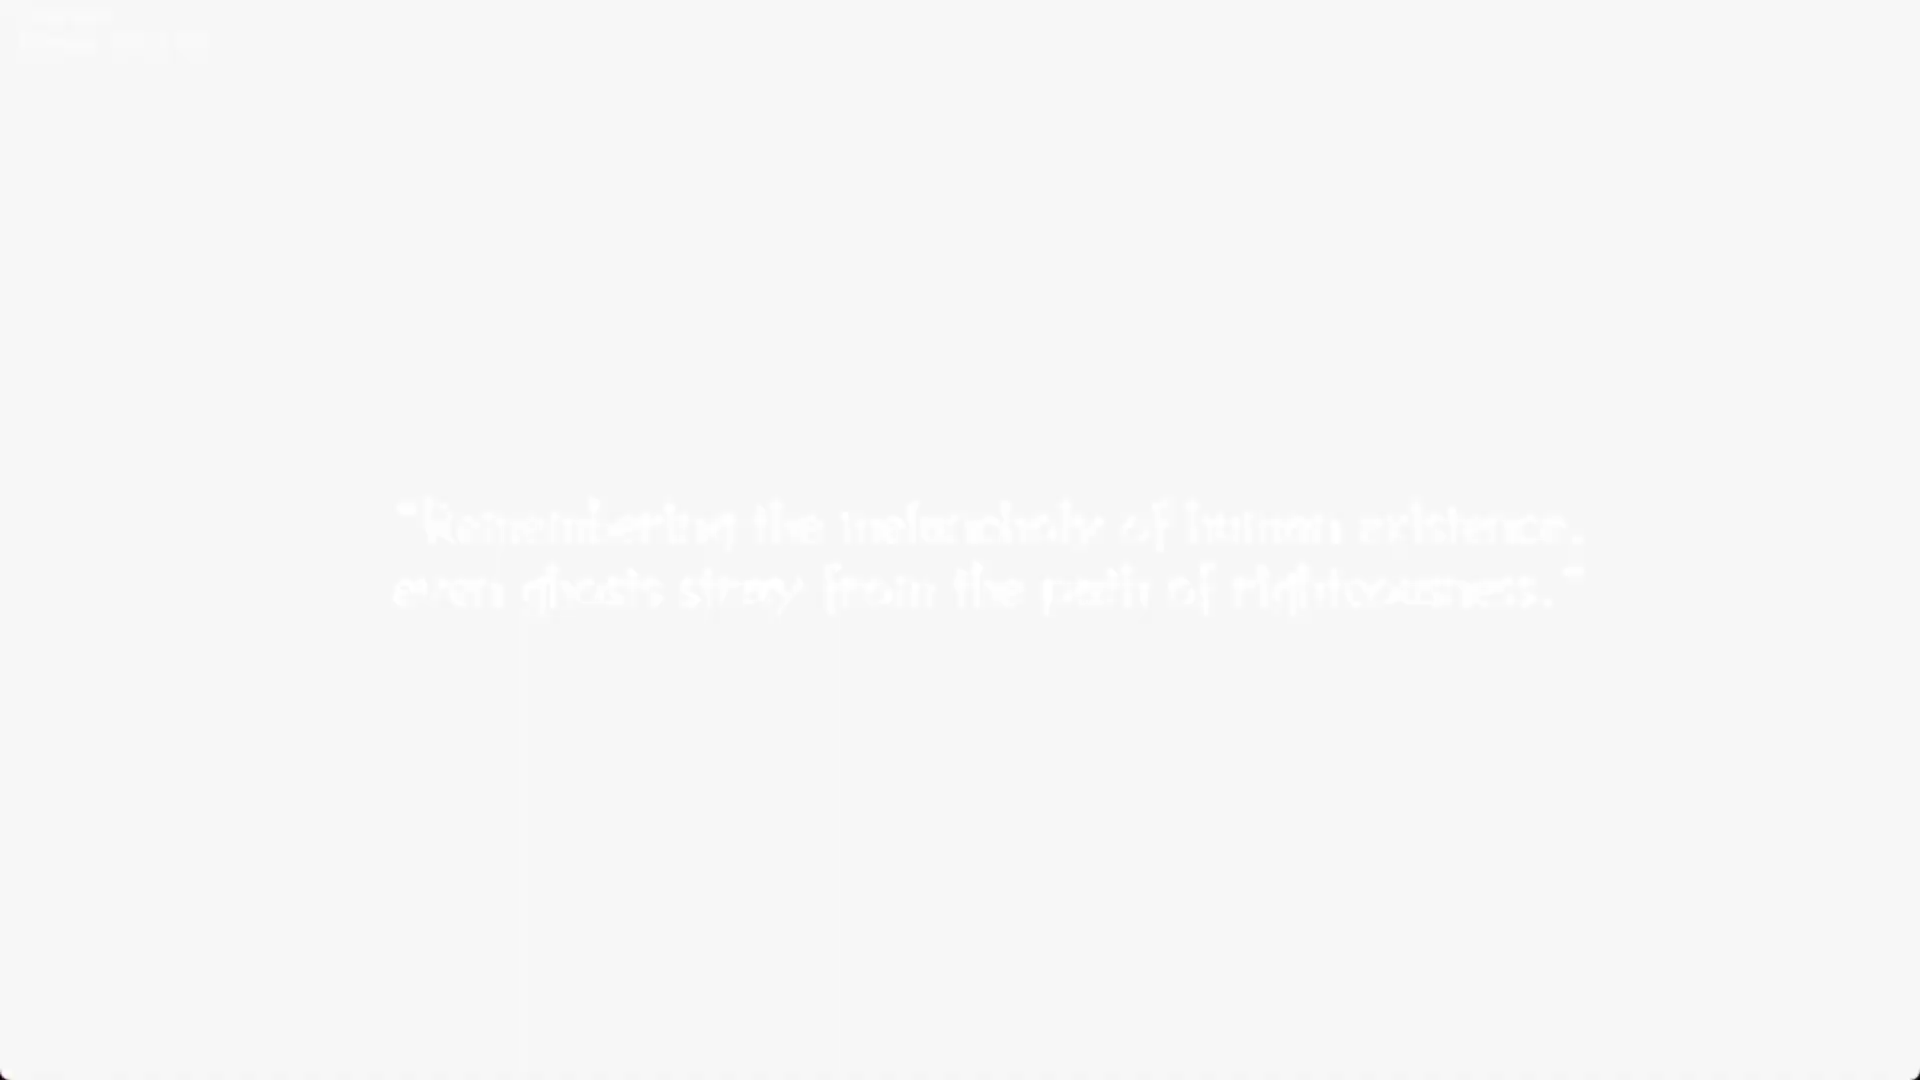 "Remembering the melancholy of human existence,
even ghosts stray from the path of righteousness."